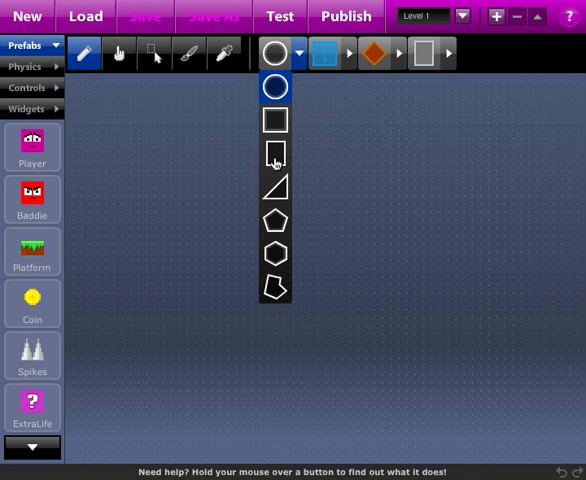 New Load Save Save As Test Publish Level 1 ?
Prefabs
Physics
Controls
Widgets
Player
Baddie
Platform
Coin
Spikes
?
ExtraLife
Need help? Hold your mouse over a button to find out what it does!